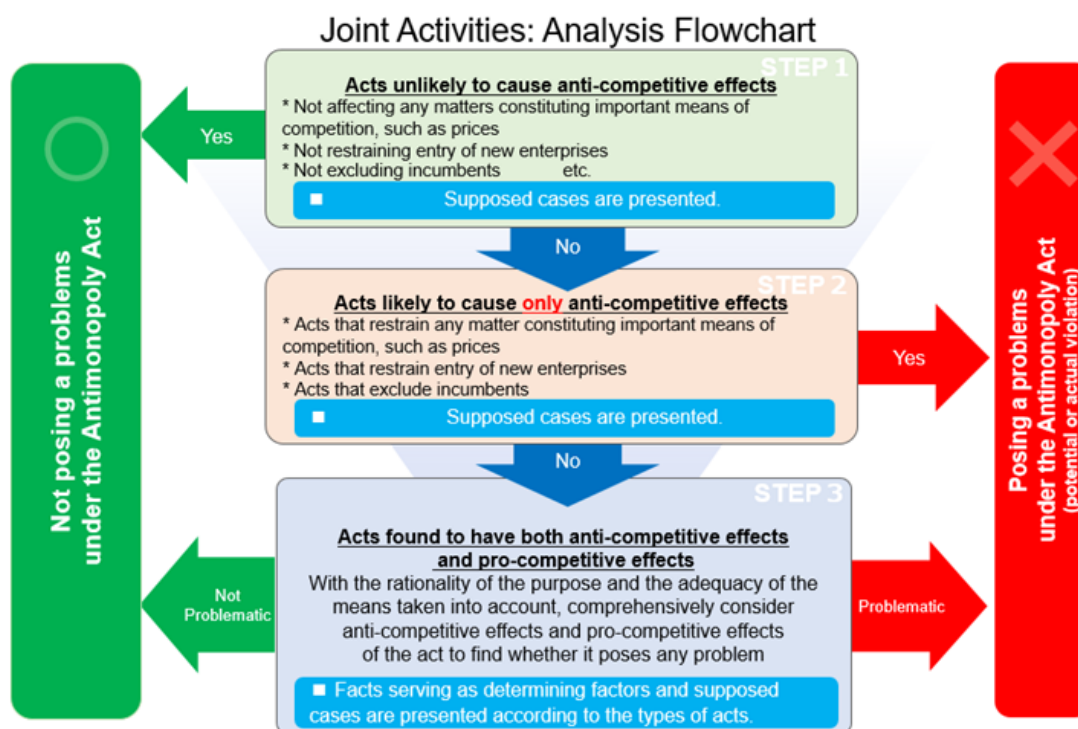 Joint Activities: Analysis Flowchart
STEP 1
Acts unlikely to cause anti-competitive effects
* Not affecting any matters constituting important means of
competition, such as prices
* Not restraining entry of new enterprises
* Not excluding incumbents etc.
■ Supposed cases are presented.
Yes
No
STEP 2
Acts likely to cause only anti-competitive effects
* Acts that restrain any matter constituting important means of
competition, such as prices
* Acts that restrain entry of new enterprises
* Acts that exclude incumbents
■ Supposed cases are presented.
Yes
No
STEP 3
Acts found to have both anti-competitive effects
and pro-competitive effects
With the rationality of the purpose and the adequacy of the
means taken into account, comprehensively consider
anti-competitive effects and pro-competitive effects
of the act to find whether it poses any problem
■ Facts serving as determining factors and supposed
cases are presented according to the types of acts.
Not
Problematic
Problematic
Not posing a problems
under the Antimonopoly Act
Posing a problems
under the Antimonopoly Act
(potential or actual violation)